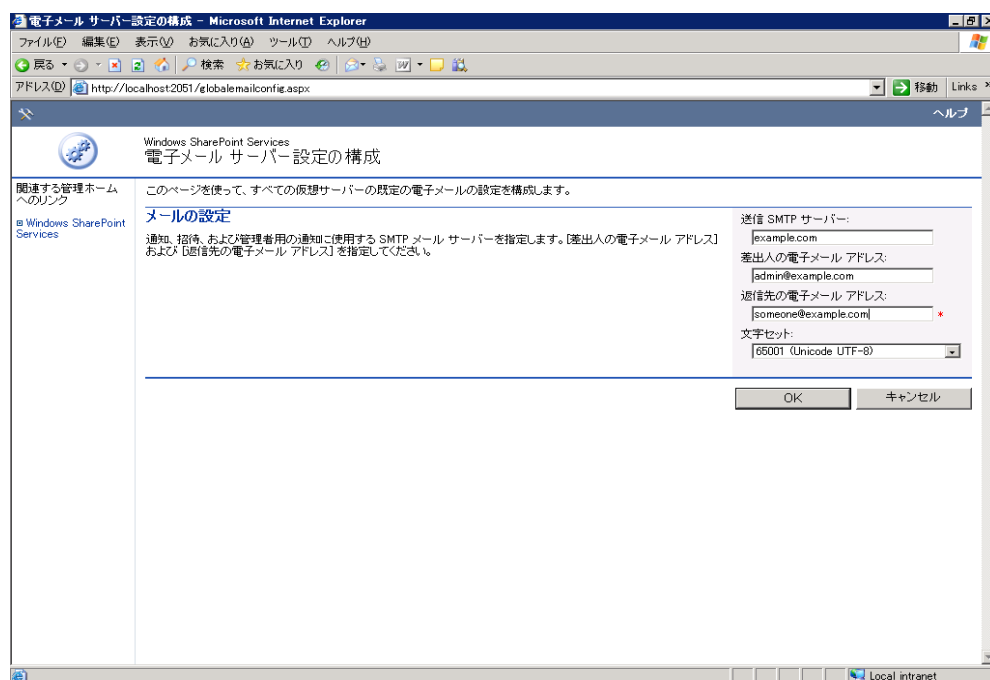 電子メール サーバー設定の構成 - Microsoft Internet Explorer
ファイル(F) 編集(E) 表示(V) お気に入り(A) ツール(T) ヘルプ(H)
戻る 検索 お気に入り
アドレス(D) http://localhost:2051/globalemailconfig.aspx 移動 Links
ヘルプ
Windows SharePoint Services
電子メール サーバー設定の構成
関連する管理ホーム
へのリンク
Windows SharePoint
Services
このページを使って、すべての仮想サーバーの既定の電子メールの設定を構成します。
メールの設定
通知、招待、および管理者用の通知に使用する SMTP メール サーバーを指定します。[差出人の電子メール アドレス]
および [返信先の電子メール アドレス] を指定してください。
送信 SMTP サーバー:
example.com
差出人の電子メール アドレス:
admin@example.com
返信先の電子メール アドレス:
someone@example.com *
文字セット:
65001 (Unicode UTF-8)
OK キャンセル
Local intranet